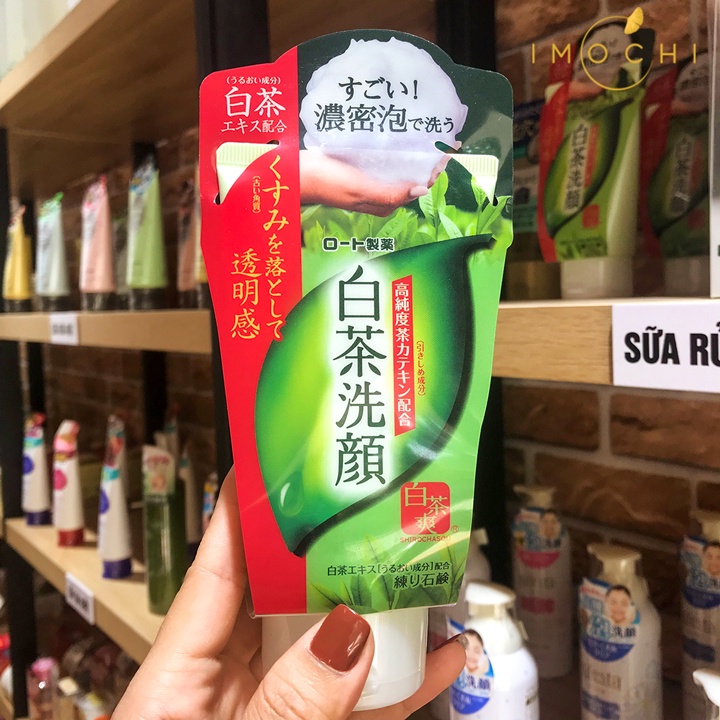 IMOCHI
(うるおい成分)
白茶
エキス配合
すごい!
濃密泡で洗う
くすみを落として
(古い角質)
透明感
ロート製薬
白茶洗顔
高純度茶カテキン配合
(引きしめ成分)
白茶爽
SHIROCHASOU
白茶エキス[うるおい成分]配合
練り石鹸
白茶洗顔
SỮA RỬ